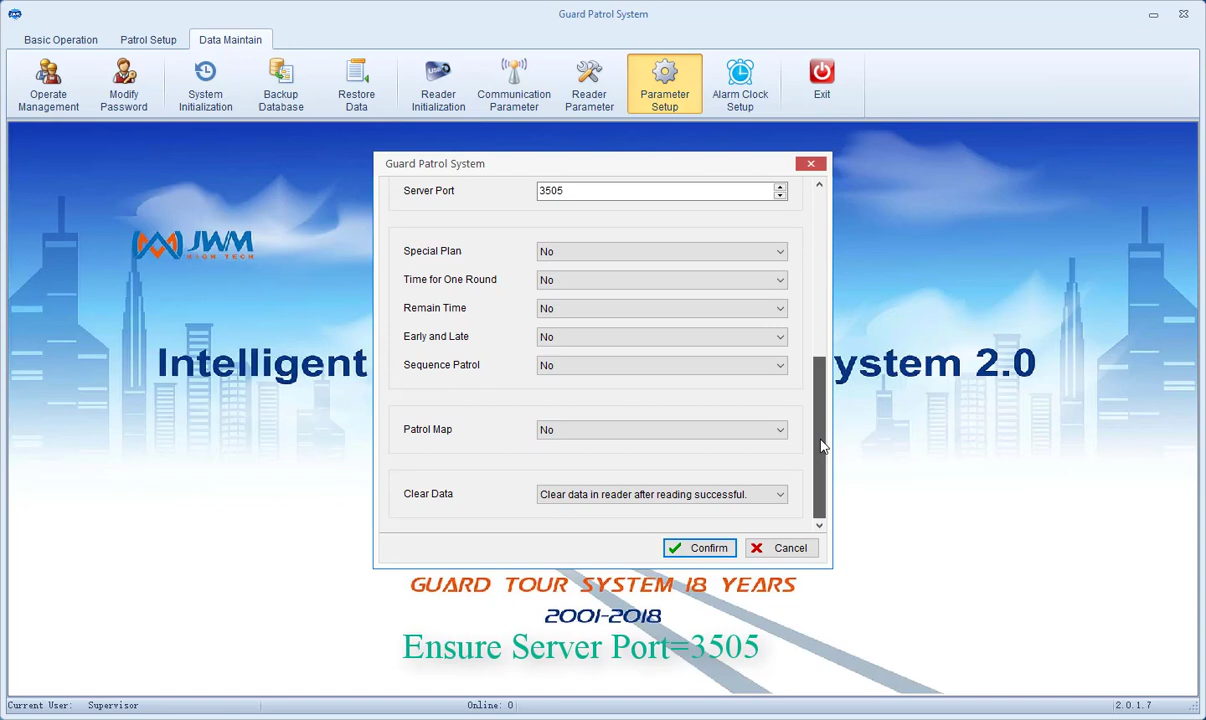 Guard Patrol System
Basic Operation Patrol Setup Data Maintain
Operate Management
Modify Password
System Initialization
Backup Database
Restore Data
Reader Initialization
Communication Parameter
Reader Parameter
Parameter Setup
Alarm Clock Setup
Exit
JWM
HIGH TECH
Intelligent
ystem 2.0
Guard Patrol System
Server Port 3505
Special Plan No
Time for One Round No
Remain Time No
Early and Late No
Sequence Patrol No
Patrol Map No
Clear Data Clear data in reader after reading successful.
Confirm Cancel
GUARD TOUR SYSTEM 18 YEARS
2001-2018
Ensure Server Port=3505
Current User: Supervisor Online: 0 2.0.1.7